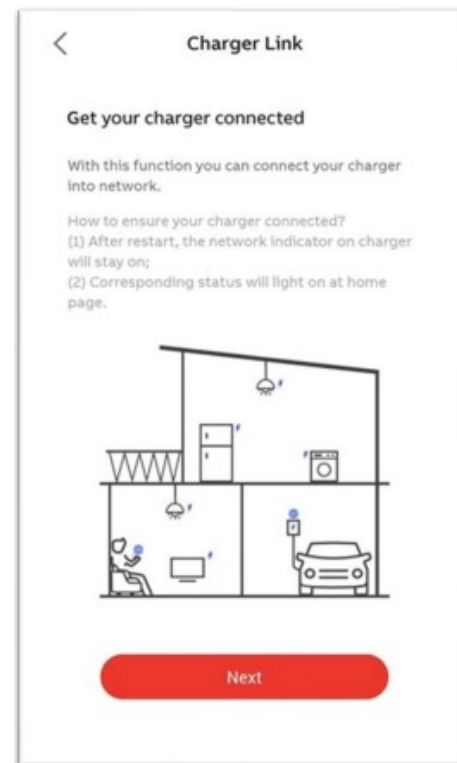 Charger Link
Get your charger connected
With this function you can connect your charger
into network.
How to ensure your charger connected?
(1) After restart, the network indicator on charger
will stay on;
(2) Corresponding status will light on at home
page.
Next